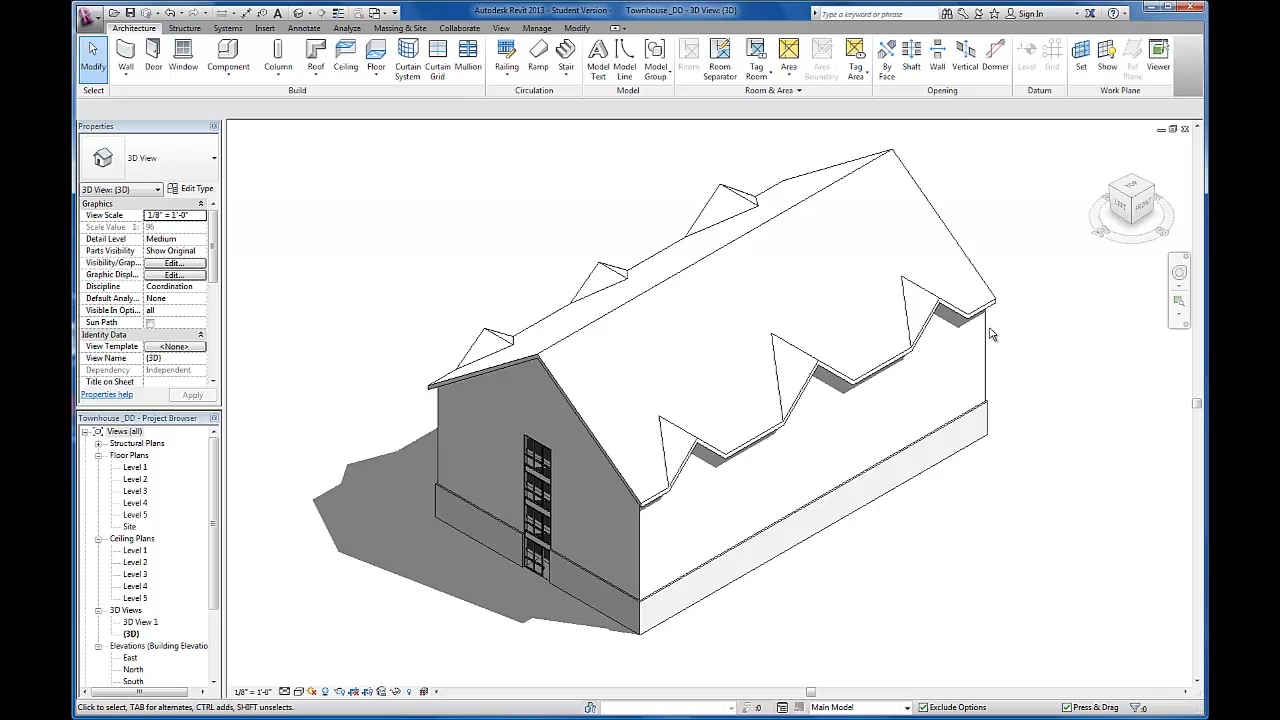 Autodesk Revit 2013 - Student Version - Townhouse_DD - 3D View: {3D}
Type a keyword or phrase
Sign In
Architecture Structure Systems Insert Annotate Analyze Massing & Site Collaborate View Manage Modify
Modify Wall Door Window Component Column Roof Ceiling Floor Curtain System Curtain Grid Mullion Railing Ramp Stair Model Text Model Line Model Group Room Room Separator Tag Room Area Area Boundary Tag Area By Face Shaft Wall Vertical Dormer Level Grid Set Show Ref Plane Viewer
Select Build Circulation Model Room & Area Opening Datum Work Plane
Properties
3D View
3D View: {3D} Edit Type
Graphics
View Scale 1/8" = 1'-0"
Scale Value 1: 96
Detail Level Medium
Parts Visibility Show Original
Visibility/Grap... Edit...
Graphic Displ... Edit...
Discipline Coordination
Default Analy... None
Visible In Opti... all
Sun Path
Identity Data
View Template <None>
View Name {3D}
Dependency Independent
Title on Sheet
Properties help Apply
Townhouse_DD - Project Browser
Views (all)
Structural Plans
Floor Plans
Level 1
Level 2
Level 3
Level 4
Level 5
Site
Ceiling Plans
Level 1
Level 2
Level 3
Level 4
Level 5
3D Views
3D View 1
{3D}
Elevations (Building Elevatio
East
North
South
TOP
LEFT FRONT
1/8" = 1'-0"
Click to select, TAB for alternates, CTRL adds, SHIFT unselects.
:0 Main Model Exclude Options Press & Drag :0